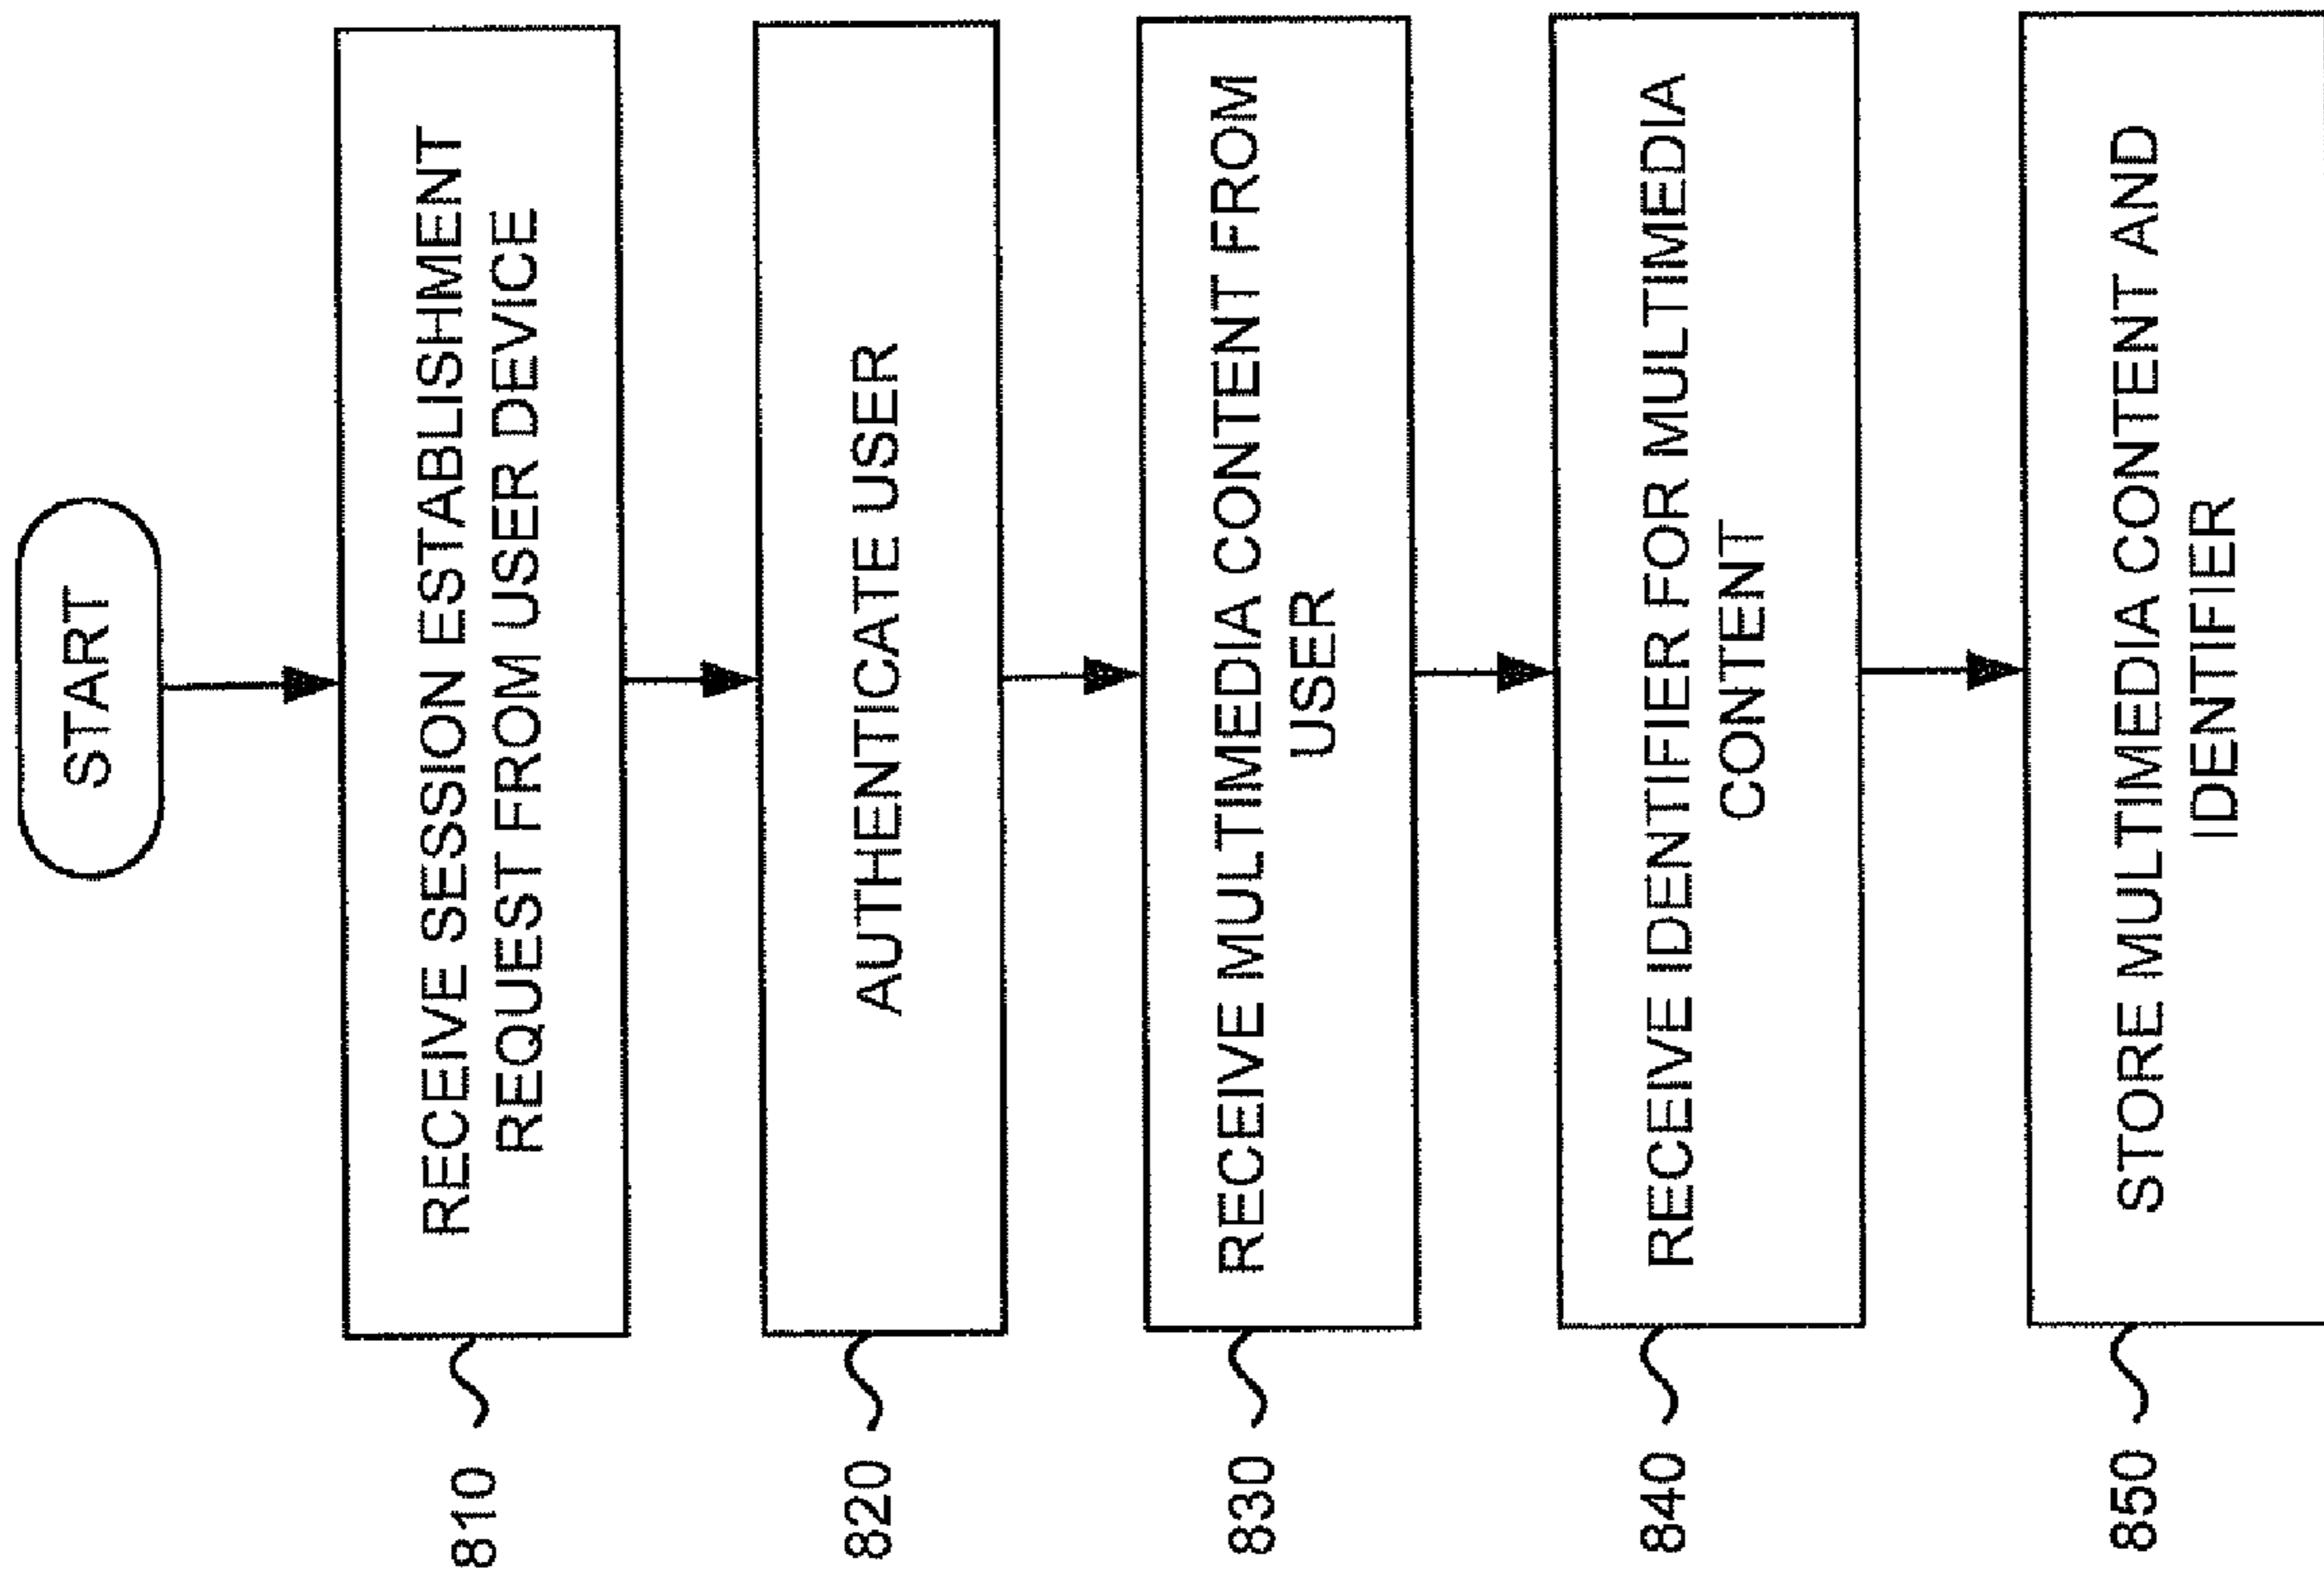 START
810
RECEIVE SESSION ESTABLISHMENT
REQUEST FROM USER DEVICE
820
AUTHENTICATE USER
830
RECEIVE MULTIMEDIA CONTENT FROM
USER
840
RECEIVE IDENTIFIER FOR MULTIMEDIA
CONTENT
850
STORE MULTIMEDIA CONTENT AND
IDENTIFIER